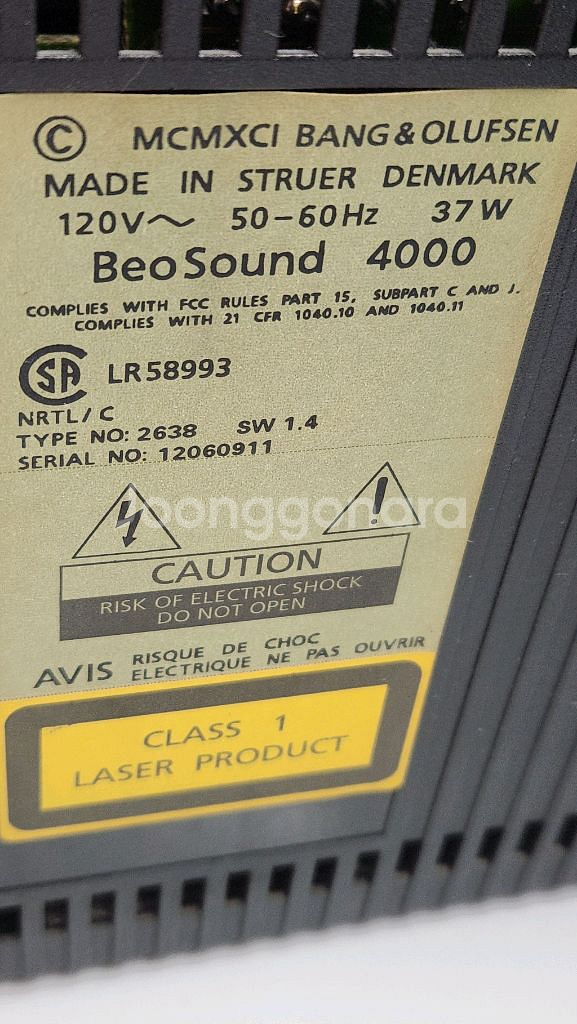 © MCMXCI BANG & OLUFSEN
MADE IN STRUER DENMARK
120V~ 50-60Hz 37W
BeoSound 4000
COMPLIES WITH FCC RULES PART 15, SUBPART C AND J.
COMPLIES WITH 21 CFR 1040.10 AND 1040.11
CSA LR58993
NRTL/C
TYPE NO: 2638 SW 1.4
SERIAL NO: 12060911
joonggonara
CAUTION
RISK OF ELECTRIC SHOCK
DO NOT OPEN
AVIS RISQUE DE CHOC
ELECTRIQUE NE PAS OUVRIR
CLASS 1
LASER PRODUCT